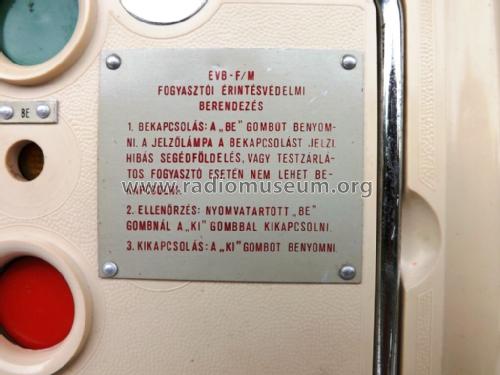 EVB-F/M
FOGYASZTÓI ÉRINTÉSVÉDELMI
BERENDEZÉS
1. BEKAPCSOLÁS: A „BE" GOMBOT BENYOM-
NI. A JELZŐLÁMPA A BEKAPCSOLÁST JELZI.
HIBÁS SEGÉDFÖLDELÉS, VAGY TESTZÁRLA-
TOS FOGYASZTÓ ESETÉN NEM LEHET BE-
KAPCSOLNI.
www.radiomuseum.org
2. ELLENŐRZÉS: NYOMVATARTOTT „BE"
GOMBNÁL A „KI" GOMBBAL KIKAPCSOLNI.
3. KIKAPCSOLÁS: A „KI" GOMBOT BENYOMNI.
BE